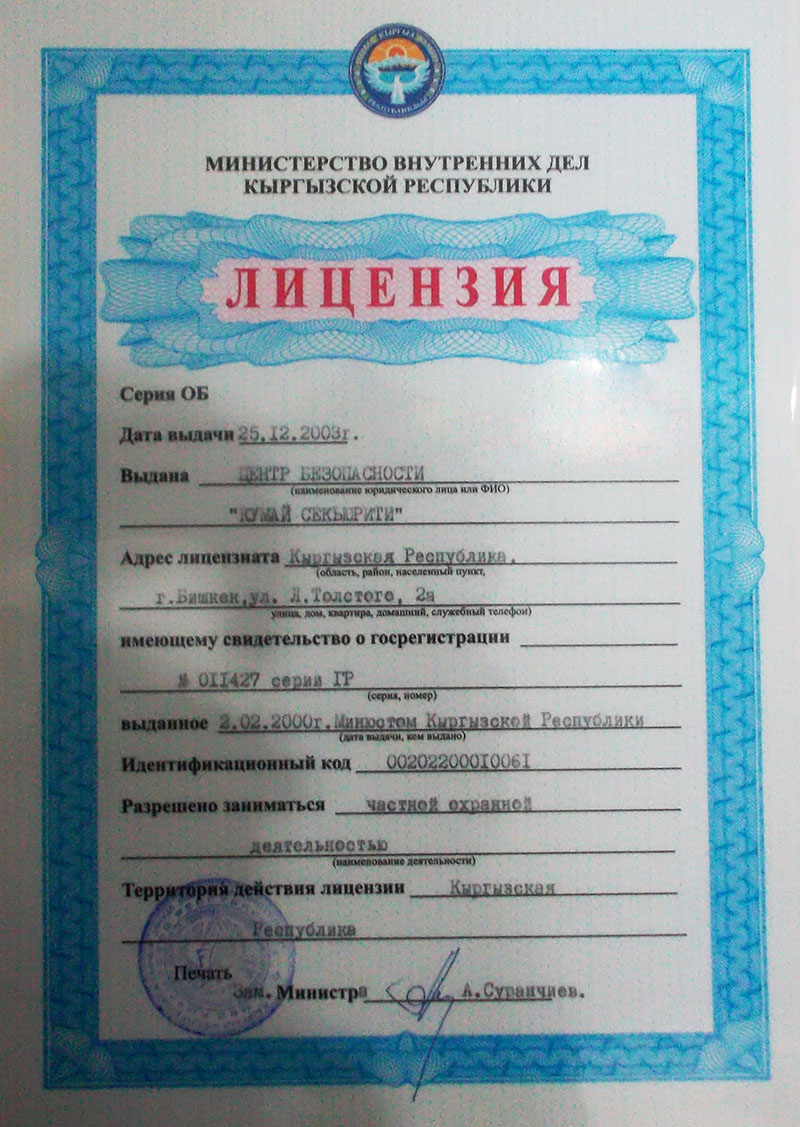 МИНИСТЕРСТВО ВНУТРЕННИХ ДЕЛ
КЫРГЫЗСКОЙ РЕСПУБЛИКИ
ЛИЦЕНЗИЯ
Серия ОБ
Дата выдачи 25.12.2003г.
Выдана ЦЕНТР БЕЗОПАСНОСТИ
(наименование юридического лица или ФИО)
"КУМАЙ СЕКЬЮРИТИ"
Адрес лицензиата Кыргызская Республика,
(область, район, населенный пункт,
г.Бишкек,ул. Л.Толстого, 2а
улица, дом, квартира, домашний, служебный телефон)
имеющему свидетельство о госрегистрации
№ 011427 серия ГР
(серия, номер)
выданное 2.02.2000г.Минюстом Кыргызской Республики
(дата выдачи, кем выдано)
Идентификационный код 00202200010061
Разрешено заниматься частной охранной
деятельностью
(наименование деятельности)
Территория действия лицензии Кыргызская
Республика
Печать
Зам. Министра А.Суранчиев.